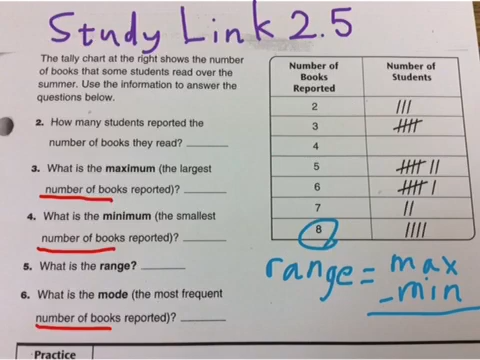 Study Link 2.5
The tally chart at the right shows the number
of books that some students read over the
summer. Use the information to answer the
questions below.
2. How many students reported the
number of books they read?
3. What is the maximum (the largest
number of books reported)?
4. What is the minimum (the smallest
number of books reported)?
5. What is the range?
6. What is the mode (the most frequent
number of books reported)?
Practice
Number of Books Reported Number of Students
2
3
4
5
6
7
8
range = max
- min